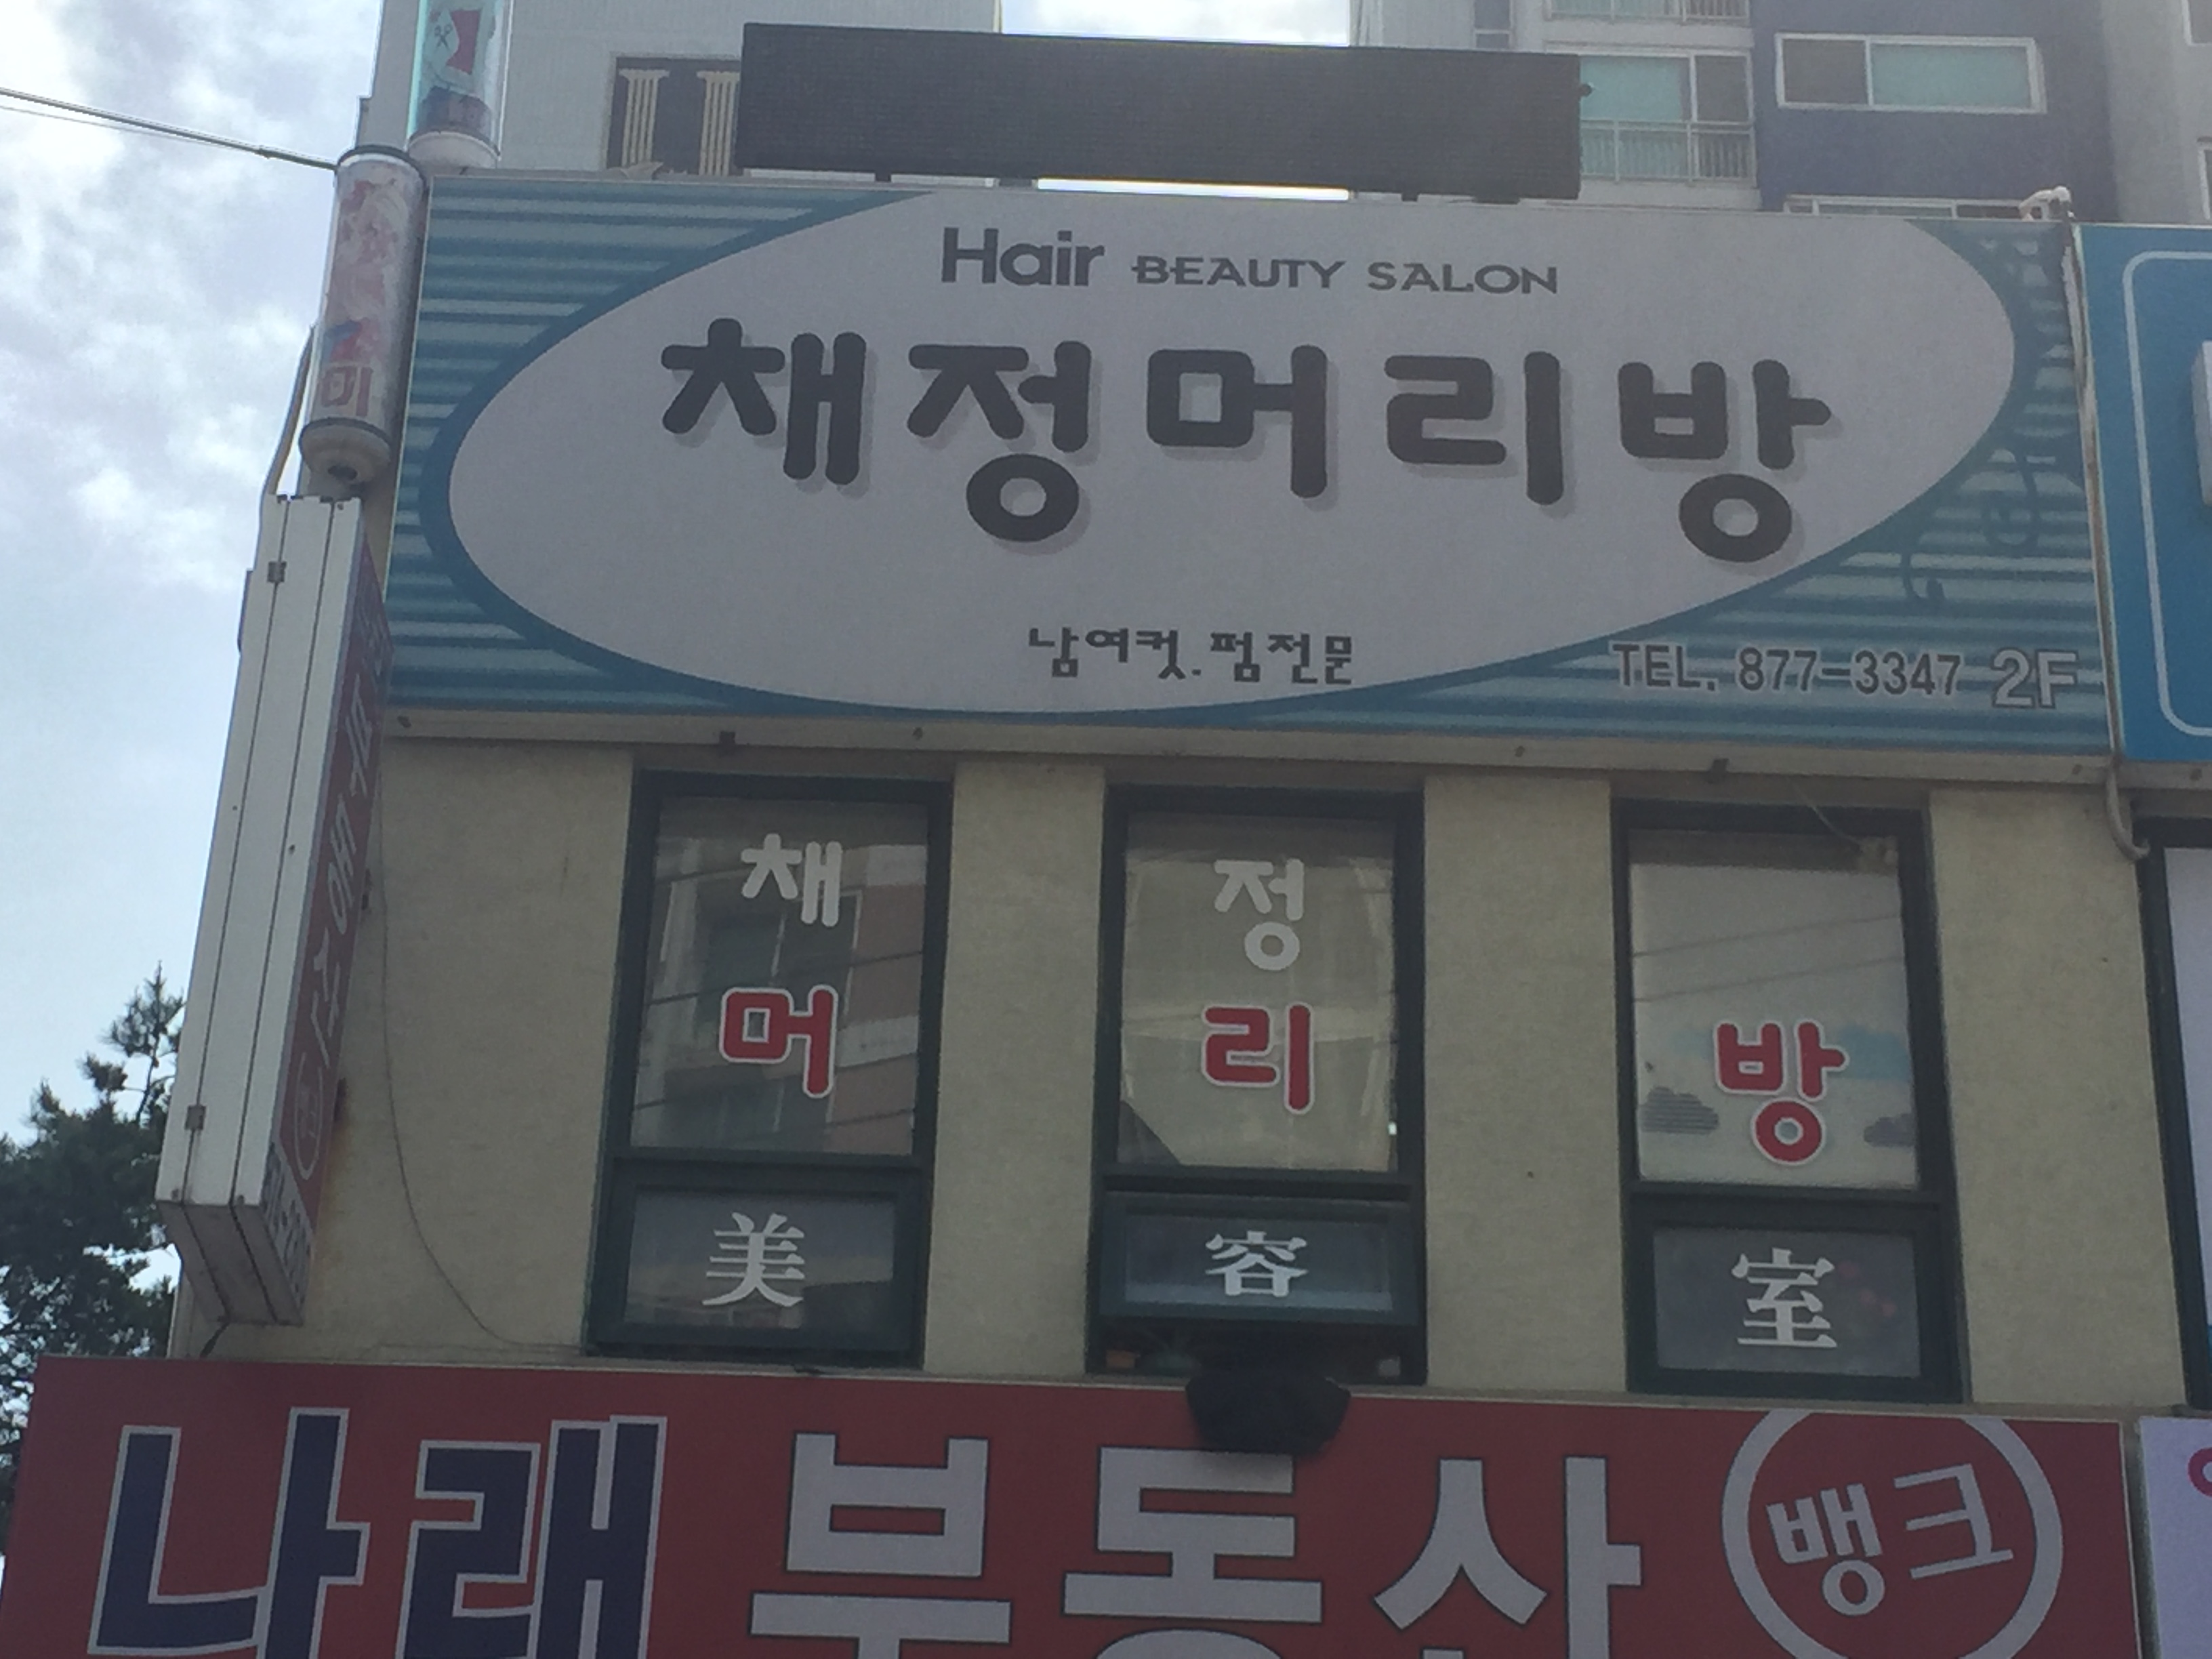 Hair BEAUTY SALON
채정머리방
남여컷.펌전문
TEL. 877-3347 2F
채 정
머 리 방
美 容 室
나래 부동산 뱅크